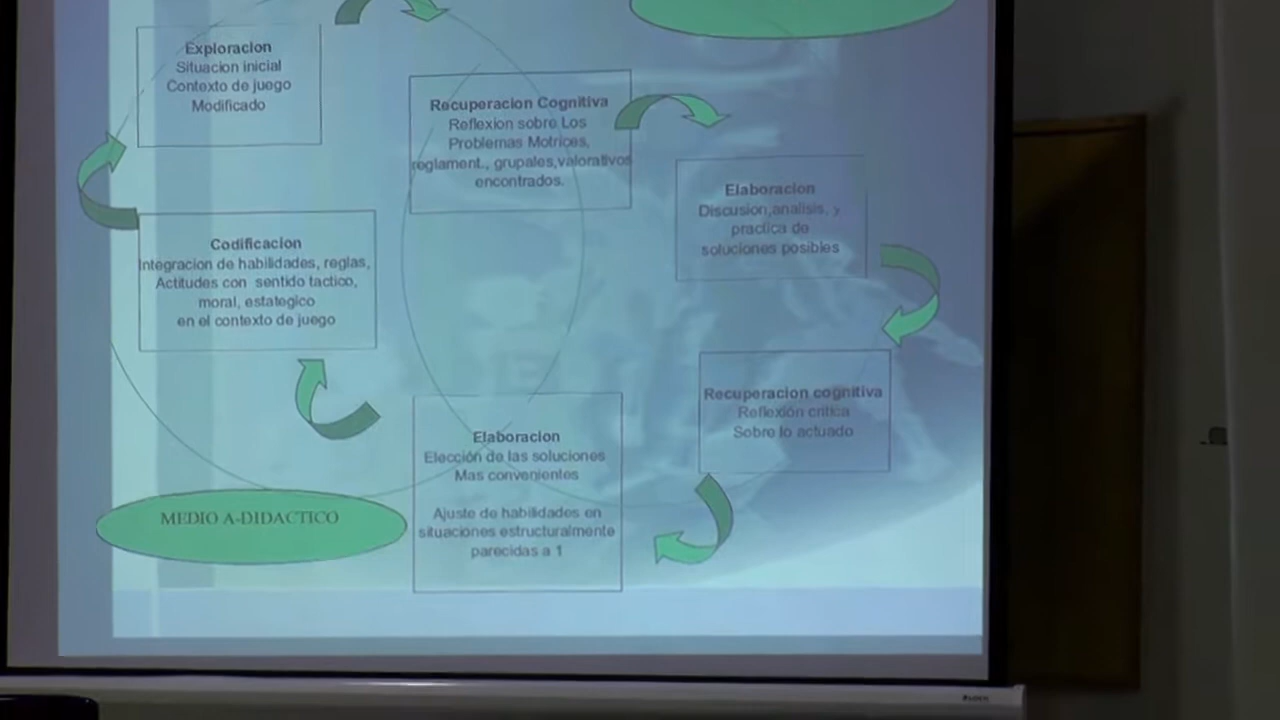 Exploracion
Situacion inicial
Contexto de juego
Modificado
Recuperacion Cognitiva
Reflexion sobre Los
Problemas Motrices,
reglament., grupales,valorativos
encontrados.
Elaboracion
Discusion,analisis, y
practica de
soluciones posibles
Recuperacion cognitiva
Reflexión critica
Sobre lo actuado
Elaboracion
Elección de las soluciones
Mas convenientes
Ajuste de habilidades en
situaciones estructuralmente
parecidas a 1
Codificacion
Integracion de habilidades, reglas,
Actitudes con sentido tactico,
moral, estategico
en el contexto de juego
MEDIO A-DIDACTICO